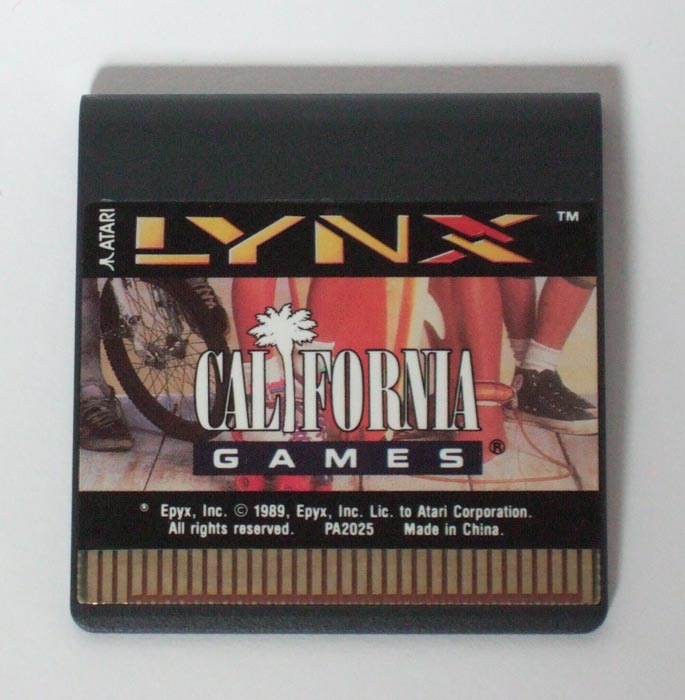 ATARI
LYNX ™
CALIFORNIA
GAMES ®
® Epyx, Inc. © 1989, Epyx, Inc. Lic. to Atari Corporation.
All rights reserved. PA2025 Made in China.